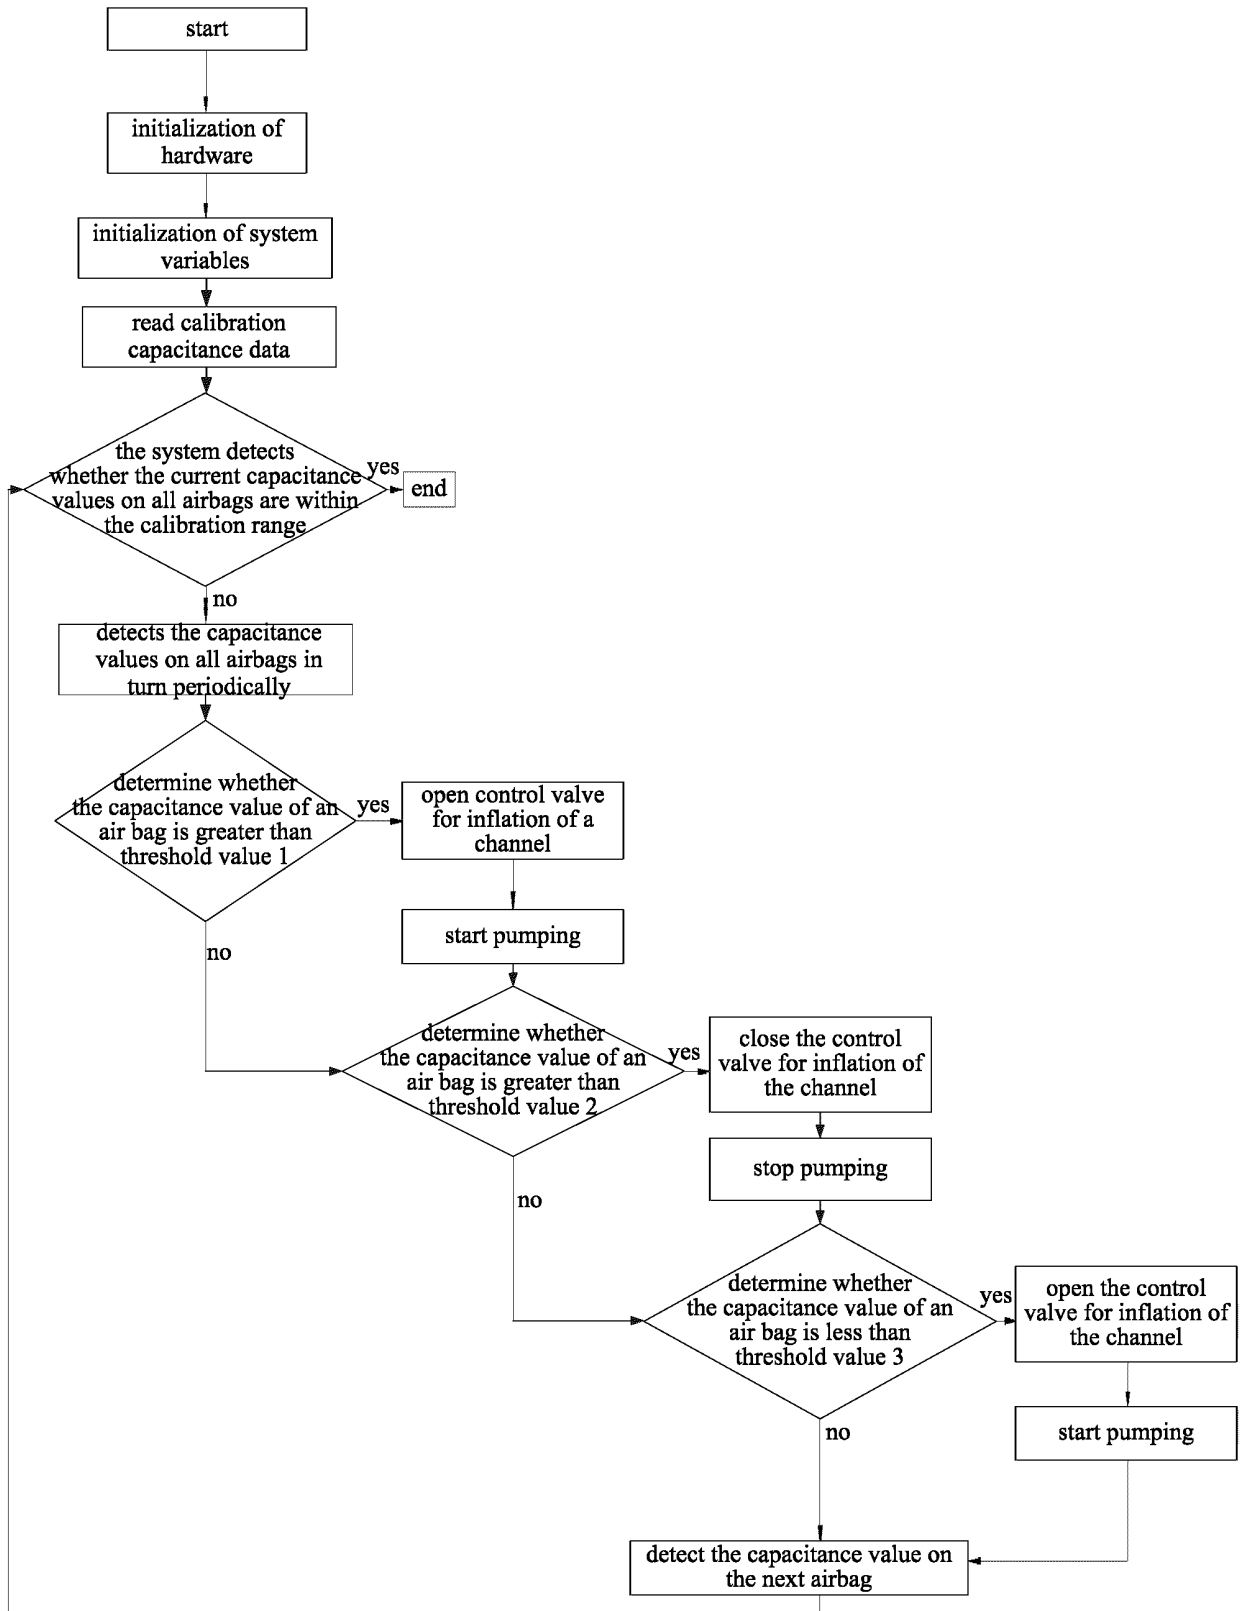 start
initialization of
hardware
initialization of system
variables
read calibration
capacitance data
the system detects
whether the current capacitance
values on all airbags are within
the calibration range
yes
end
no
detects the capacitance
values on all airbags in
turn periodically
determine whether
the capacitance value of an
air bag is greater than
threshold value 1
yes
open control valve
for inflation of a
channel
no
start pumping
determine whether
the capacitance value of an
air bag is greater than
threshold value 2
yes
close the control
valve for inflation of
the channel
no
stop pumping
determine whether
the capacitance value of an
air bag is less than
threshold value 3
yes
open the control
valve for inflation of
the channel
no
start pumping
detect the capacitance value on
the next airbag